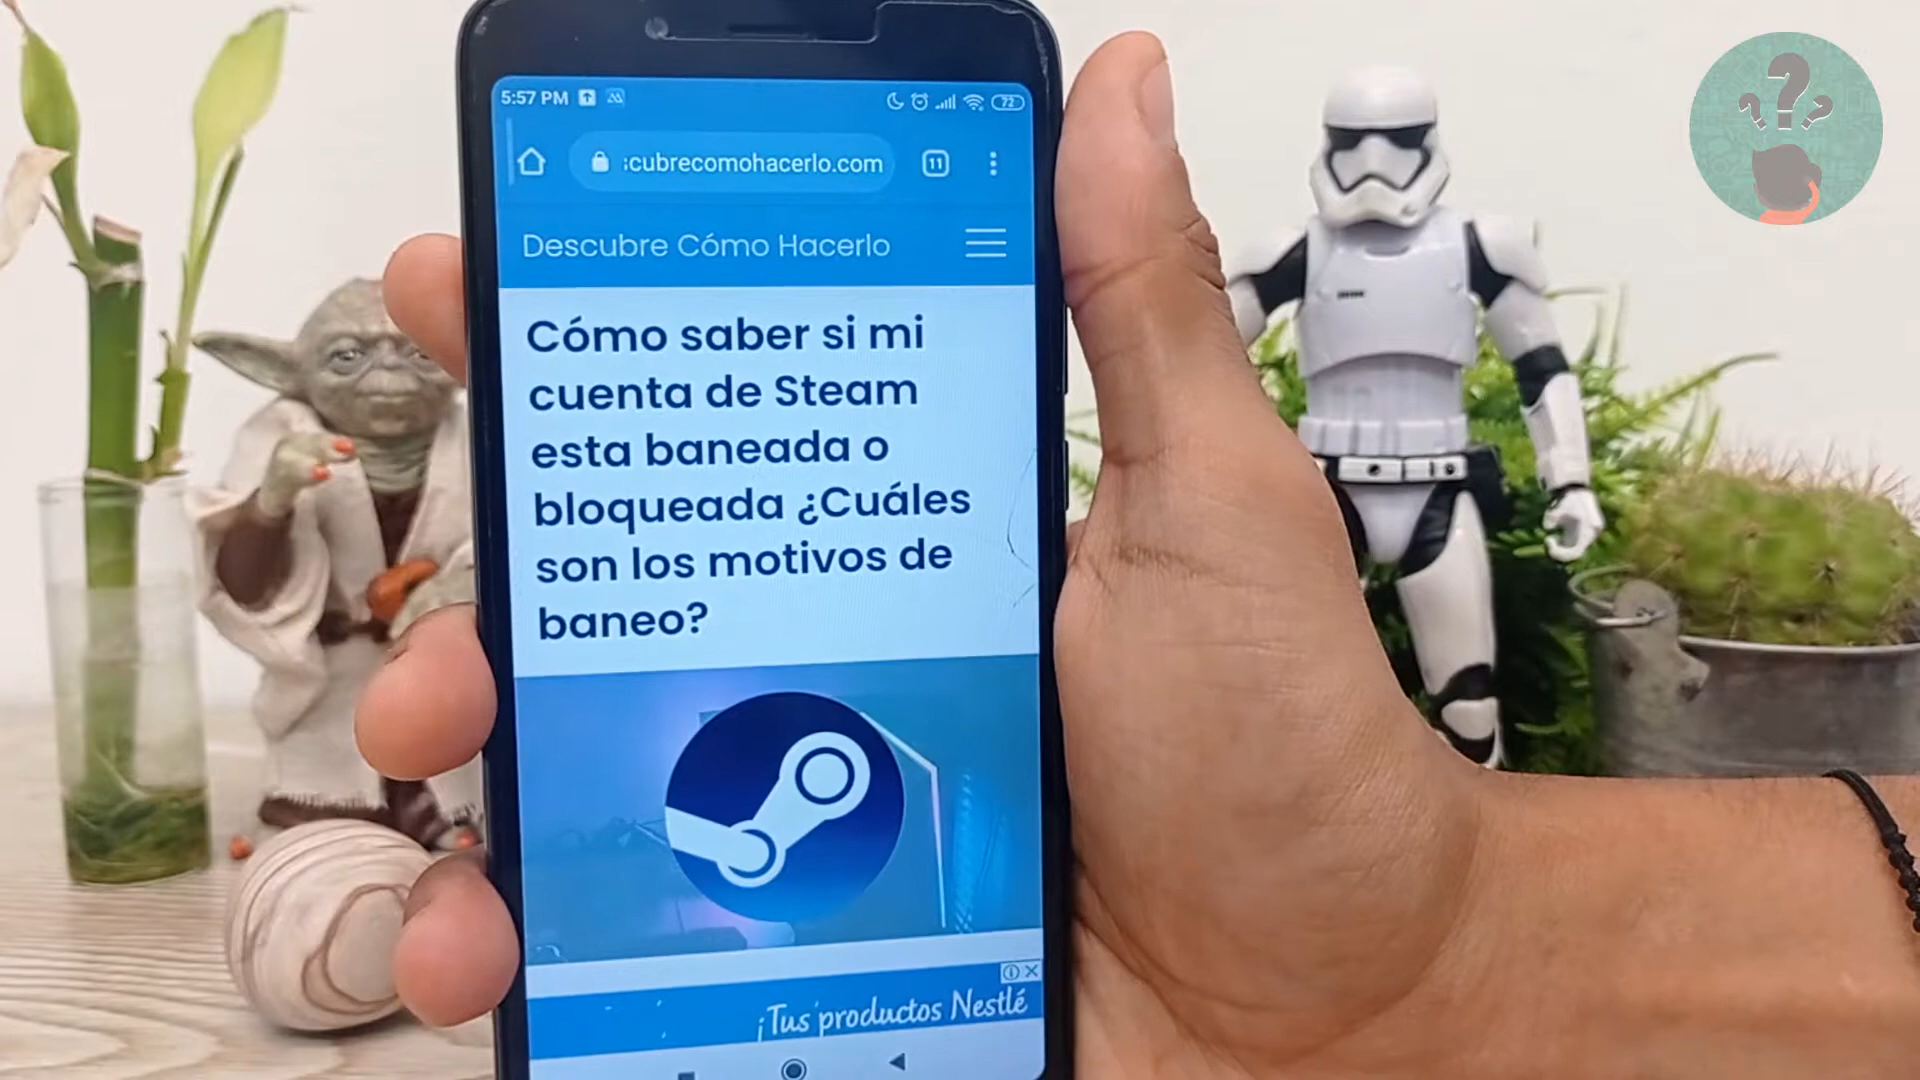 5:57 PM
72
:cubrecomohacerlo.com
11
Descubre Cómo Hacerlo
Cómo saber si mi
cuenta de Steam
esta baneada o
bloqueada ¿Cuáles
son los motivos de
baneo?
¡Tus productos Nestlé
???